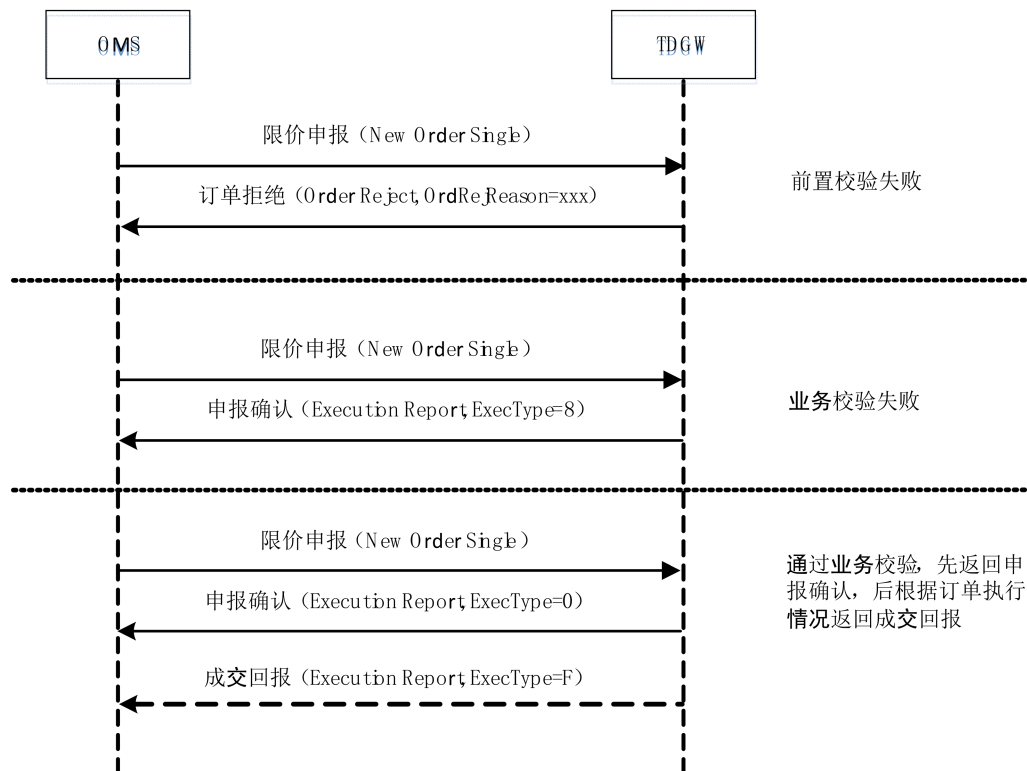 OMS
TDGW
限价申报（New Order Single）
订单拒绝（Order Reject,OrdRejReason=xxx）
前置校验失败
限价申报（New Order Single）
申报确认（Execution Report,ExecType=8）
业务校验失败
限价申报（New Order Single）
申报确认（Execution Report,ExecType=0）
成交回报（Execution Report,ExecType=F）
通过业务校验，先返回申
报确认，后根据订单执行
情况返回成交回报